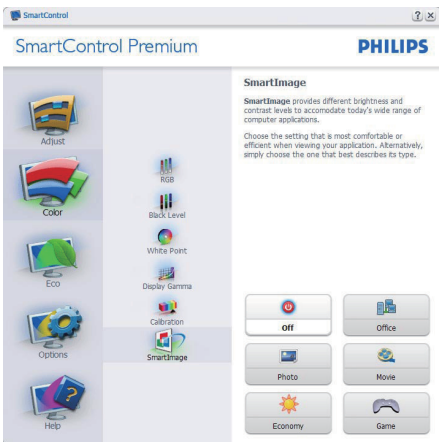 SmartControl
? x
SmartControl Premium
PHILIPS
Adjust
Color
Eco
Options
Help
RGB
Black Level
White Point
Display Gamma
Calibration
SmartImage
SmartImage
SmartImage provides different brightness and
contrast levels to accomodate today's wide range of
computer applications.
Choose the setting that is most comfortable or
efficient when viewing your application. Alternatively,
simply choose the one that best describes its type.
Off
Office
Photo
Movie
Economy
Game